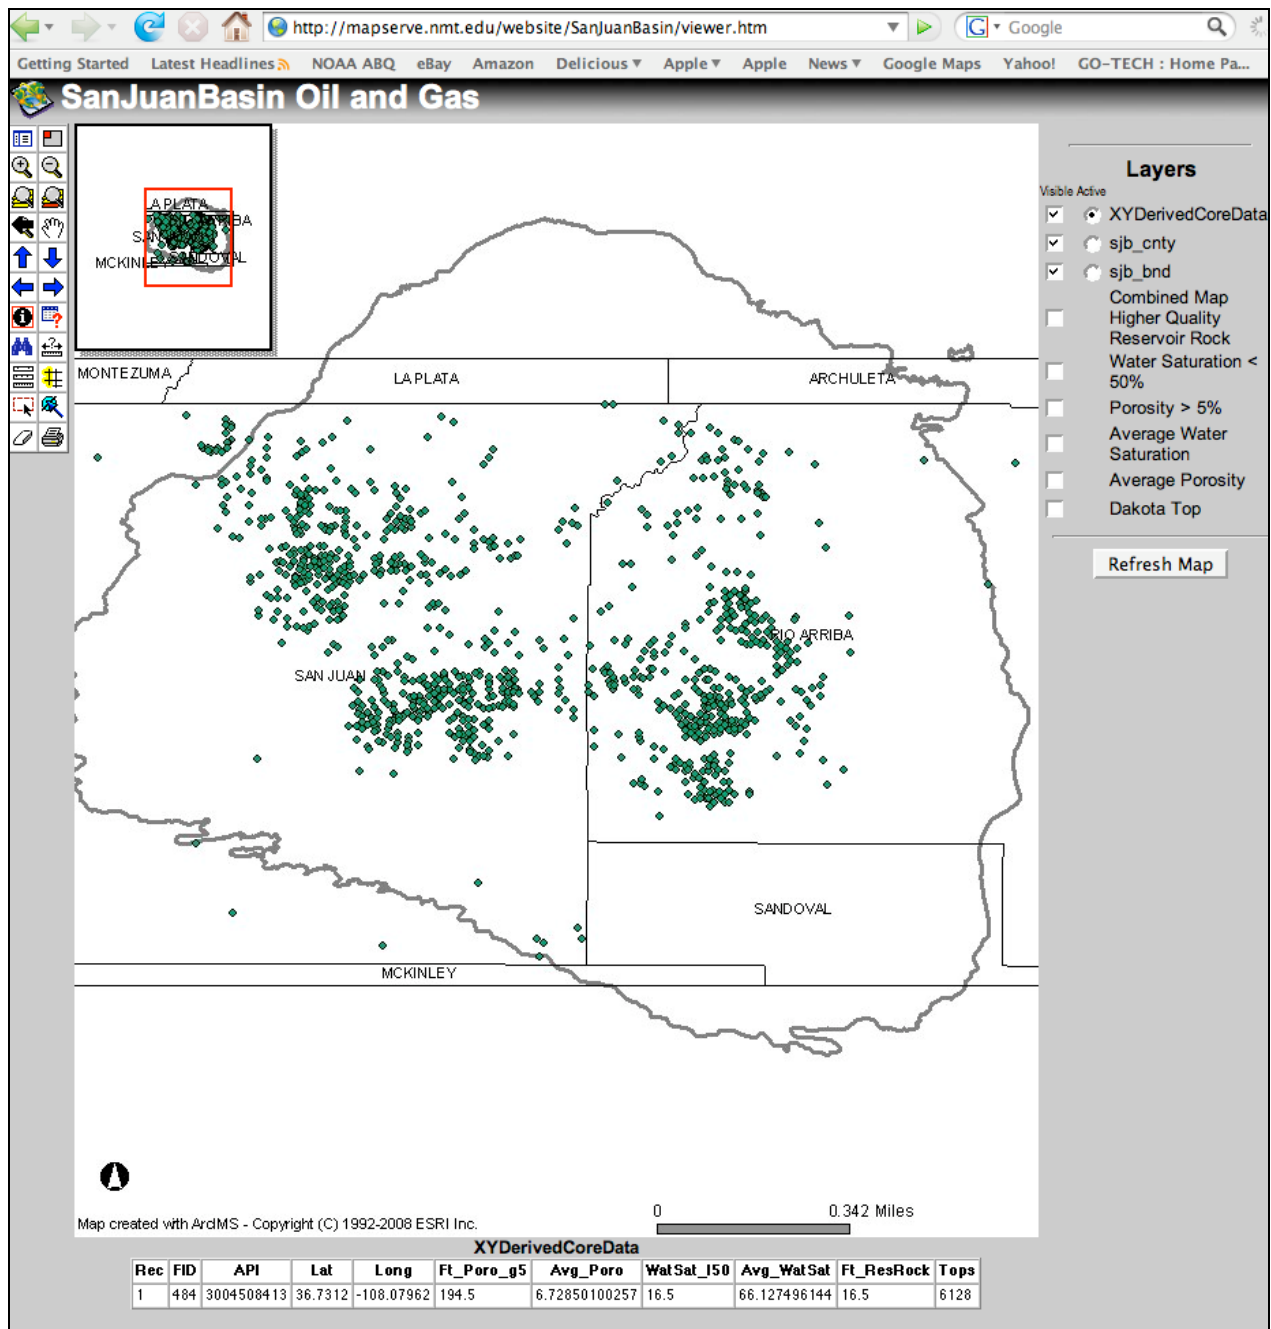 http://mapserve.nmt.edu/website/SanJuanBasin/viewer.htm
G Google
Getting Started Latest Headlines NOAA ABQ eBay Amazon Delicious Apple Apple News Google Maps Yahoo! GO-TECH : Home Pa...
SanJuanBasin Oil and Gas
LA PLATA
MCKINLEY
SANDOVAL
Layers
Visible Active
XYDerivedCoreData
sjb_cnty
sjb_bnd
Combined Map
Higher Quality
Reservoir Rock
Water Saturation <
50%
Porosity > 5%
Average Water
Saturation
Average Porosity
Dakota Top
Refresh Map
MONTEZUMA
LA PLATA
ARCHULETA
RIO ARRIBA
SAN JUAN
SANDOVAL
MCKINLEY
0 0.342 Miles
Map created with ArcIMS - Copyright (C) 1992-2008 ESRI Inc.
XYDerivedCoreData
Rec FID API Lat Long Ft_Poro_g5 Avg_Poro WatSat_l50 Avg_WatSat Ft_ResRock Tops
1 484 3004508413 36.7312 -108.07962 194.5 6.72850100257 16.5 66.127496144 16.5 6128